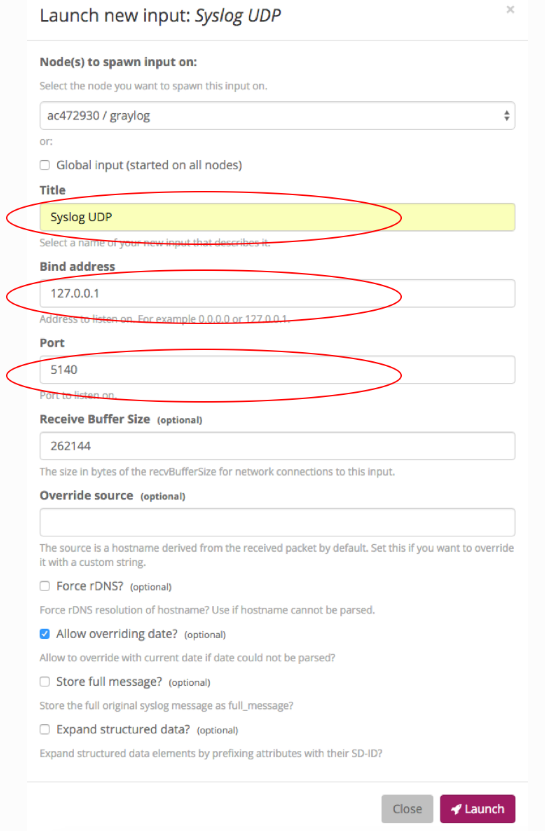 Launch new input: Syslog UDP
×
Node(s) to spawn input on:
Select the node you want to spawn this input on.
ac472930 / graylog
or:
Global input (started on all nodes)
Title
Syslog UDP
Select a name of your new input that describes it.
Bind address
127.0.0.1
Address to listen on. For example 0.0.0.0 or 127.0.0.1.
Port
5140
Port to listen on.
Receive Buffer Size (optional)
262144
The size in bytes of the recvBufferSize for network connections to this input.
Override source (optional)
The source is a hostname derived from the received packet by default. Set this if you want to override
it with a custom string.
Force rDNS? (optional)
Force rDNS resolution of hostname? Use if hostname cannot be parsed.
Allow overriding date? (optional)
Allow to override with current date if date could not be parsed?
Store full message? (optional)
Store the full original syslog message as full_message?
Expand structured data? (optional)
Expand structured data elements by prefixing attributes with their SD-ID?
Close
Launch